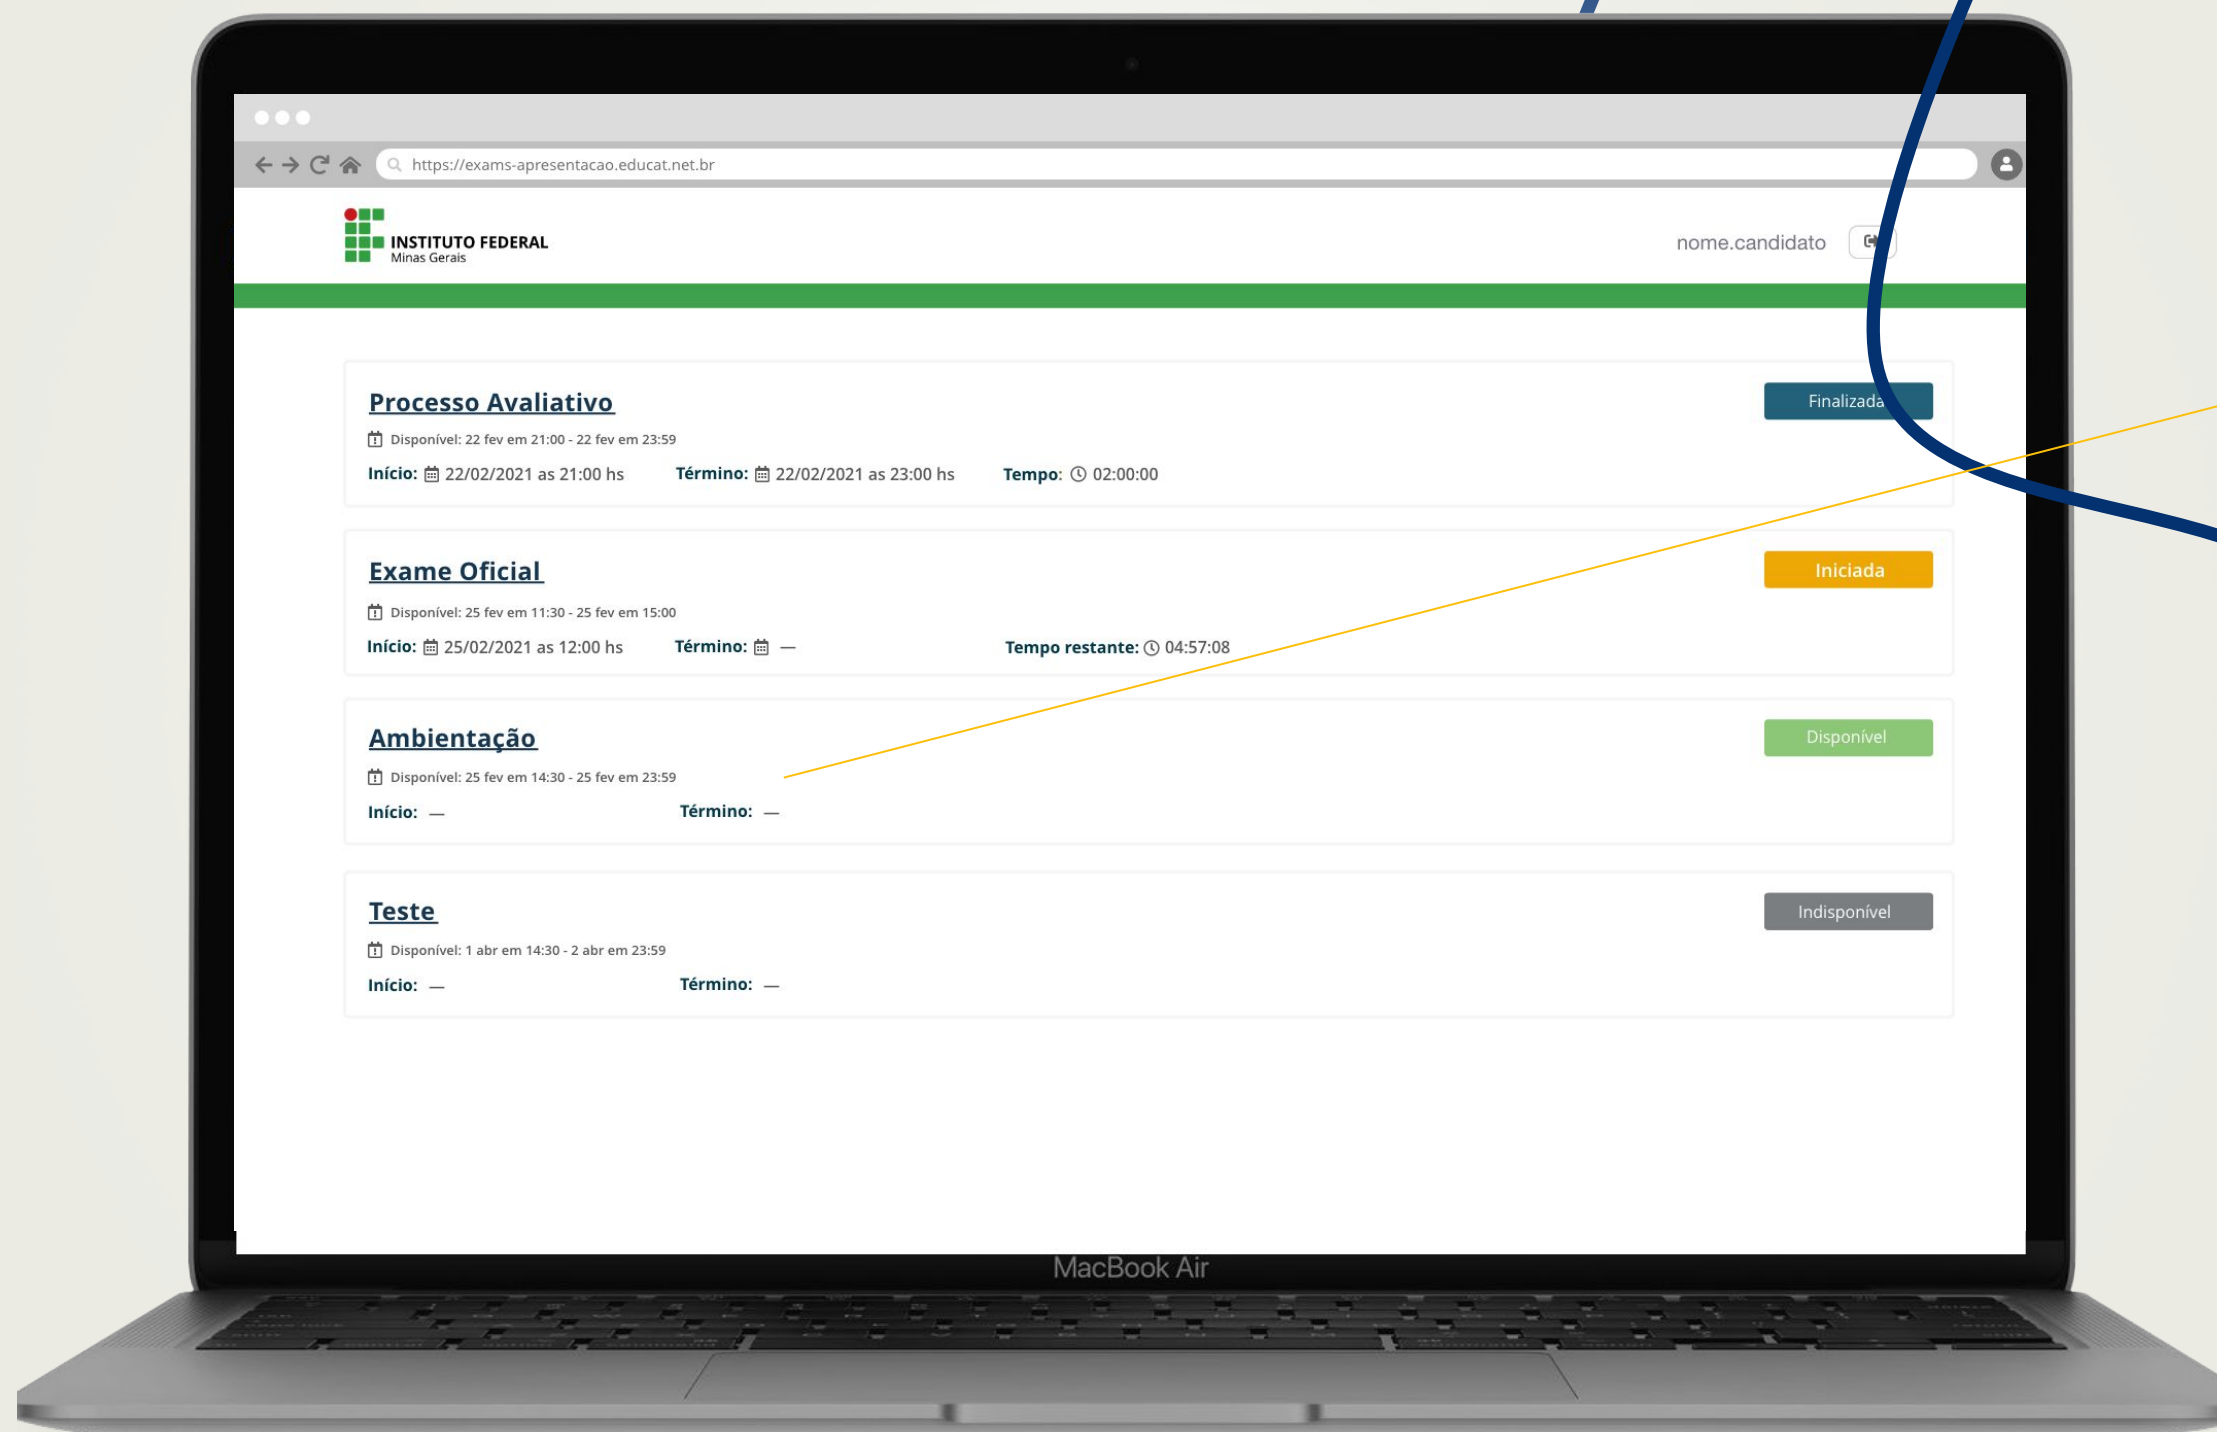 https://exams-apresentacao.educat.net.br
INSTITUTO FEDERAL
Minas Gerais
nome.candidato
Processo Avaliativo
Finalizada
Disponível: 22 fev em 21:00 - 22 fev em 23:59
Início: 22/02/2021 as 21:00 hs Término: 22/02/2021 as 23:00 hs Tempo: 02:00:00
Exame Oficial
Iniciada
Disponível: 25 fev em 11:30 - 25 fev em 15:00
Início: 25/02/2021 as 12:00 hs Término: — Tempo restante: 04:57:08
Ambientação
Disponível
Disponível: 25 fev em 14:30 - 25 fev em 23:59
Início: — Término: —
Teste
Indisponível
Disponível: 1 abr em 14:30 - 2 abr em 23:59
Início: — Término: —
MacBook Air